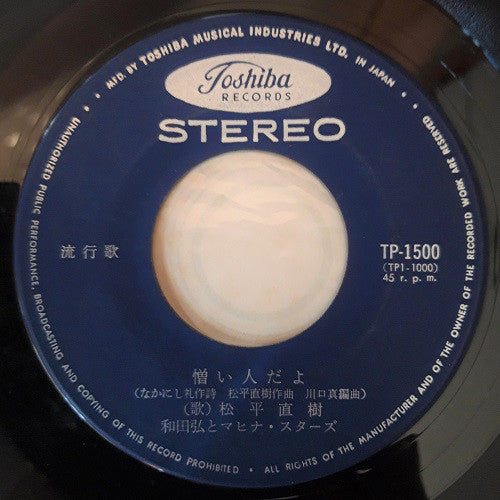 MFD. BY TOSHIBA MUSICAL INDUSTRIES LTD. IN JAPAN.
ALL RIGHTS OF THE MANUFACTURER AND OF THE OWNER OF THE RECORDED WORK ARE RESERVED
UNAUTHORIZED PUBLIC PERFORMANCE, BROADCASTING AND COPYING OF THIS RECORD PROHIBITED
Toshiba
RECORDS
STEREO
流行歌
TP-1500
(TP1-1000)
45 r. p. m.
憎い人だよ
(なかにし礼作詩 松平直樹作曲 川口真編曲)
(歌) 松平直樹
和田弘とマヒナ・スターズ